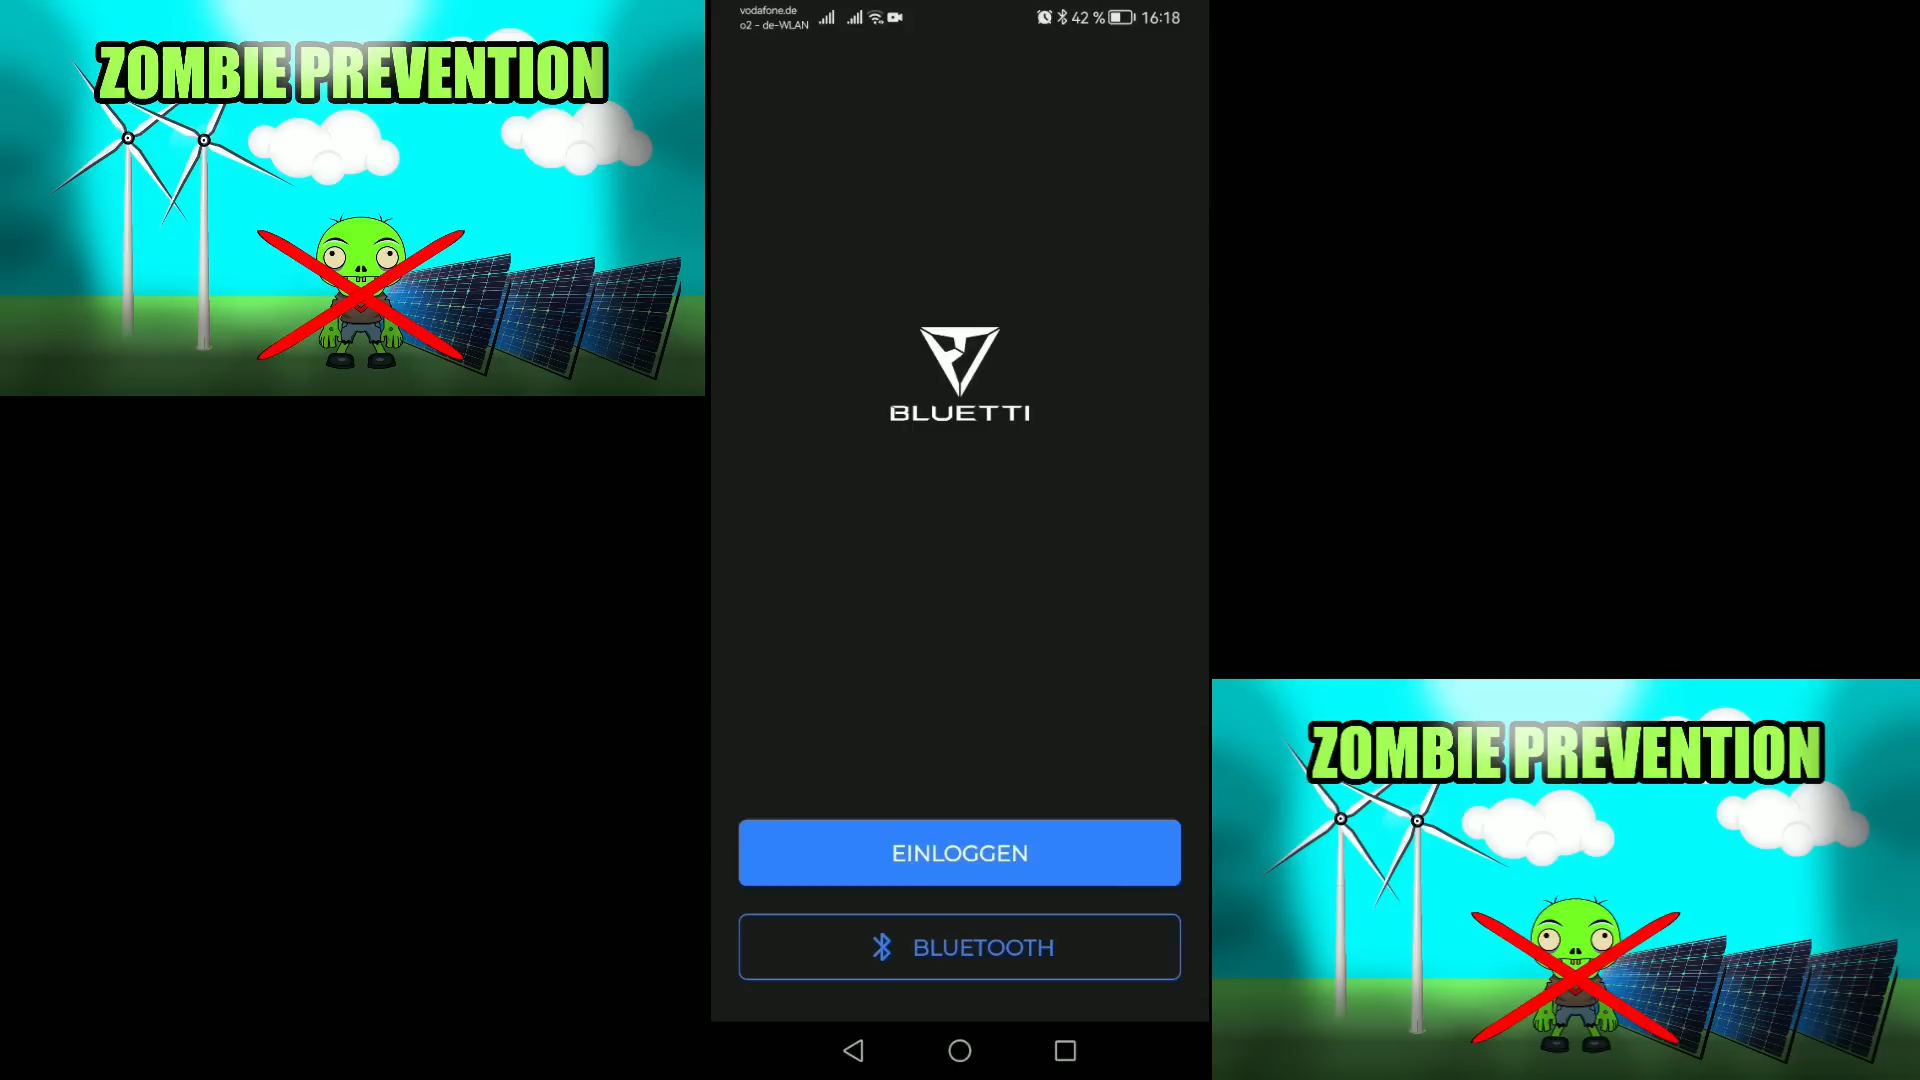 ZOMBIE PREVENTION
vodafone.de
o2 - de-WLAN
42 %
16:18
BLUETTI
EINLOGGEN
BLUETOOTH
ZOMBIE PREVENTION